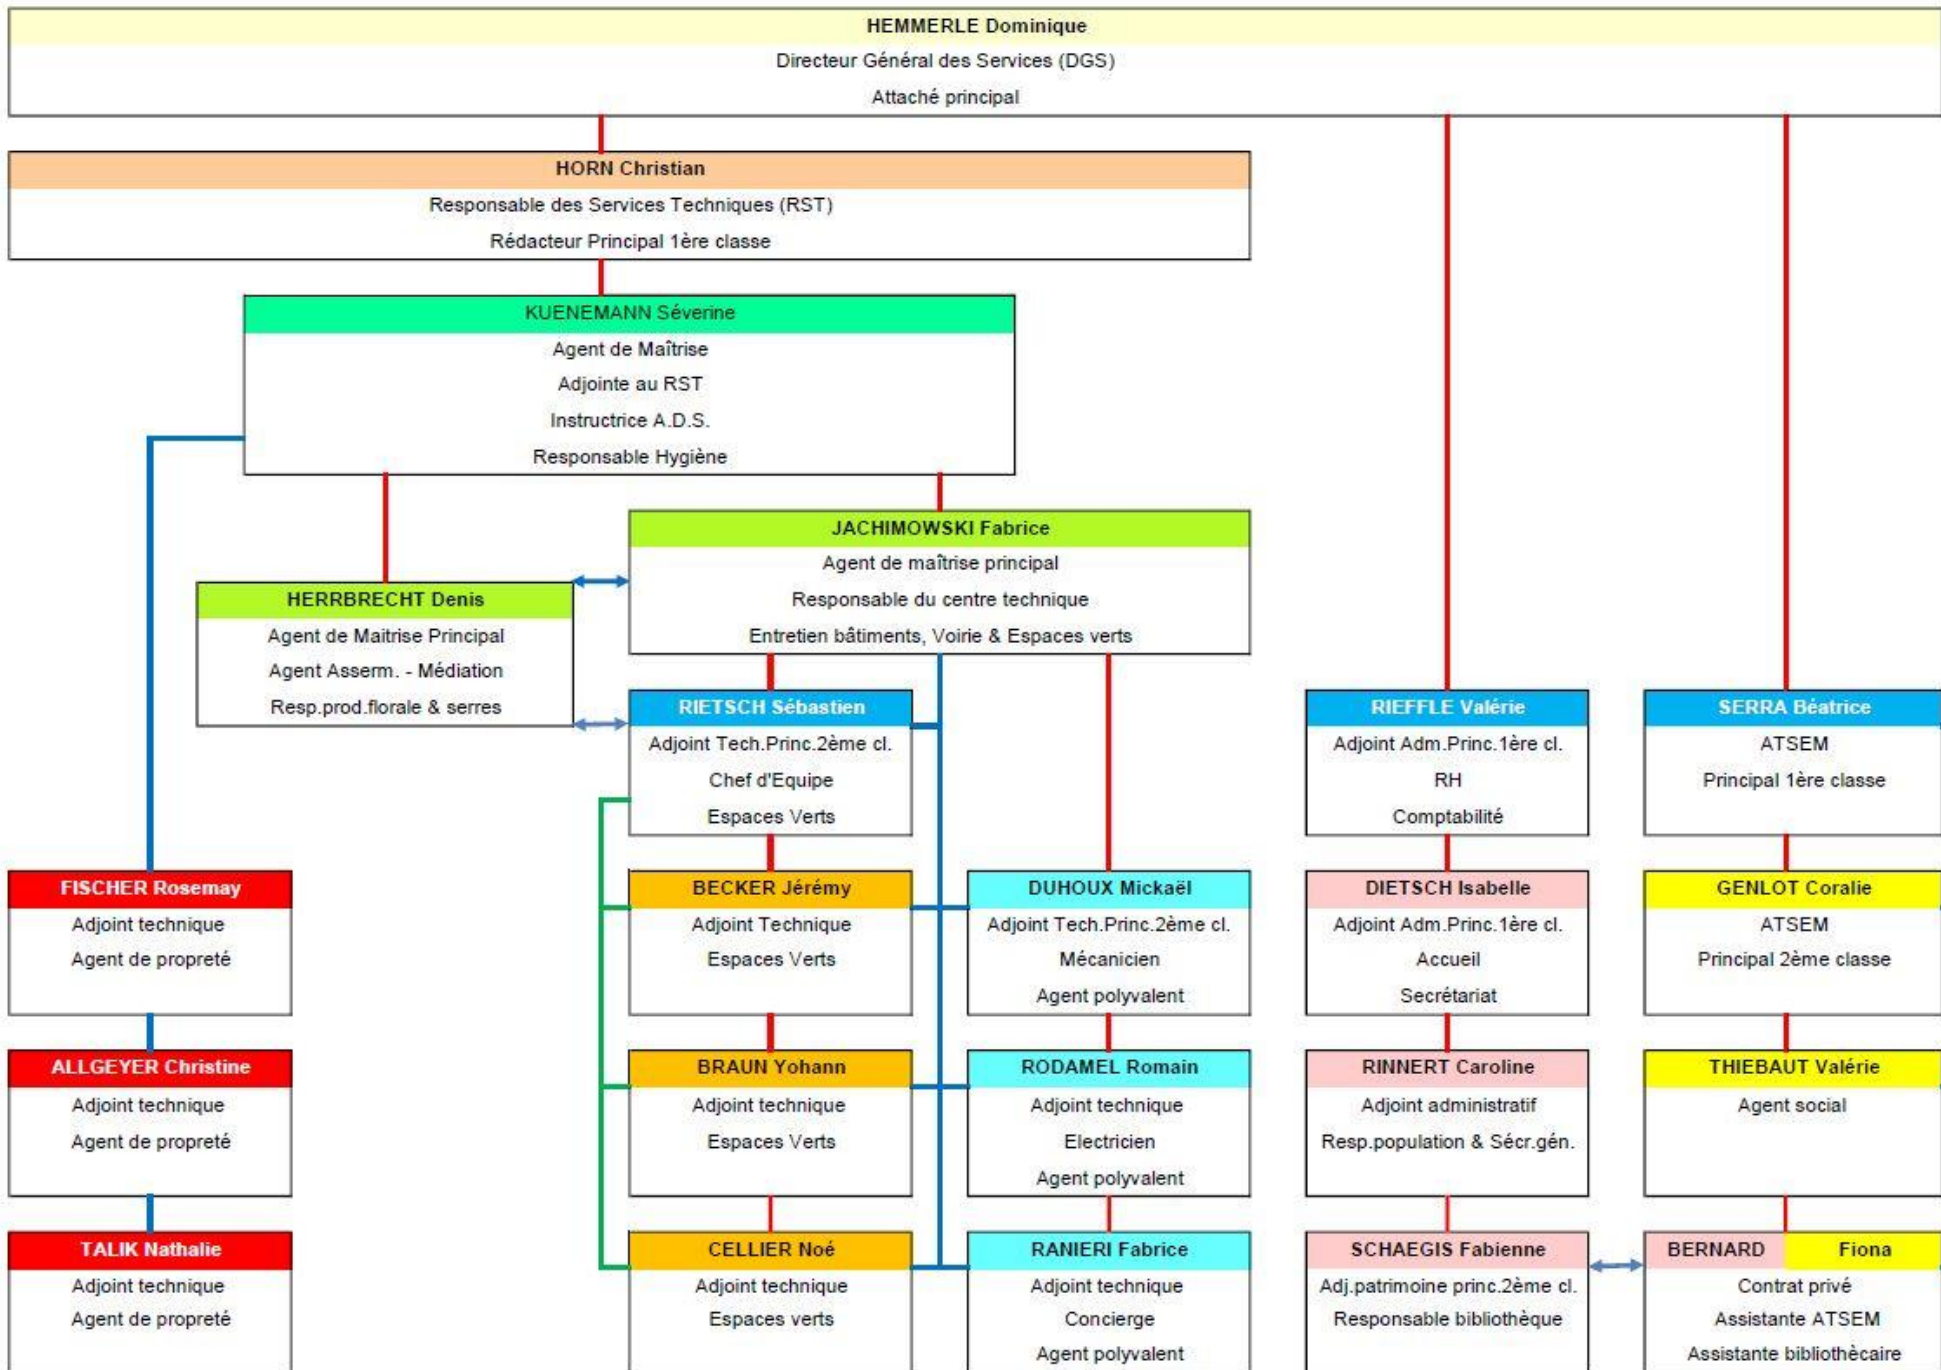 HEMMERLE Dominique
Directeur Général des Services (DGS)
Attaché principal
HORN Christian
Responsable des Services Techniques (RST)
Rédacteur Principal 1ère classe
KUENEMANN Séverine
Agent de Maîtrise
Adjointe au RST
Instructrice A.D.S.
Responsable Hygiène
JACHIMOWSKI Fabrice
Agent de maîtrise principal
Responsable du centre technique
Entretien bâtiments, Voirie & Espaces verts
HERRBRECHT Denis
Agent de Maitrise Principal
Agent Asserm. - Médiation
Resp.prod.florale & serres
RIETSCH Sébastien
Adjoint Tech.Princ.2ème cl.
Chef d'Equipe
Espaces Verts
RIEFFLE Valérie
Adjoint Adm.Princ.1ère cl.
RH
Comptabilité
SERRA Béatrice
ATSEM
Principal 1ère classe
FISCHER Rosemay
Adjoint technique
Agent de propreté
BECKER Jérémy
Adjoint Technique
Espaces Verts
DUHOUX Mickaël
Adjoint Tech.Princ.2ème cl.
Mécanicien
Agent polyvalent
DIETSCH Isabelle
Adjoint Adm.Princ.1ère cl.
Accueil
Secrétariat
GENLOT Coralie
ATSEM
Principal 2ème classe
ALLGEYER Christine
Adjoint technique
Agent de propreté
BRAUN Yohann
Adjoint technique
Espaces Verts
RODAMEL Romain
Adjoint technique
Electricien
Agent polyvalent
RINNERT Caroline
Adjoint administratif
Resp.population & Sécr.gén.
THIEBAUT Valérie
Agent social
TALIK Nathalie
Adjoint technique
Agent de propreté
CELLIER Noé
Adjoint technique
Espaces verts
RANIERI Fabrice
Adjoint technique
Concierge
Agent polyvalent
SCHAEGIS Fabienne
Adj.patrimoine princ.2ème cl.
Responsable bibliothèque
BERNARD Fiona
Contrat privé
Assistante ATSEM
Assistante bibliothècaire